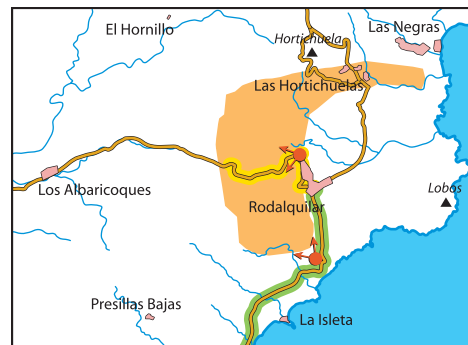 El Hornillo
Las Negras
Hortichuela
Las Hortichuelas
Los Albaricoques
Lobos
Rodalquilar
Presillas Bajas
La Isleta